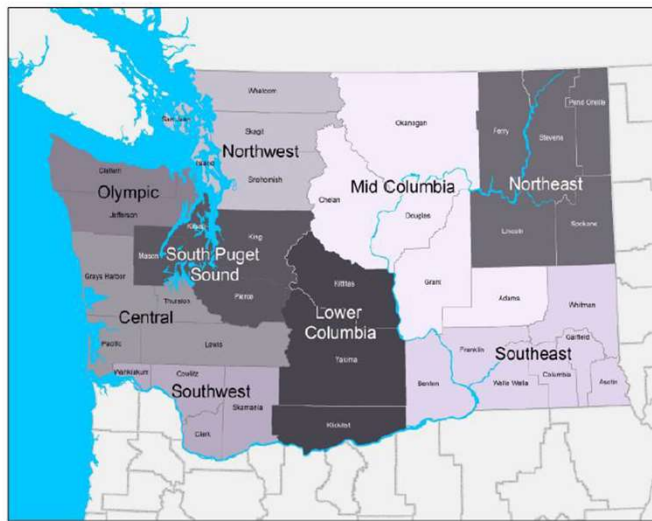 Whatcom
San Juan
Skagit
Island
Northwest
Snohomish
Okanogan
Ferry
Stevens
Pend Oreille
Northeast
Clallam
Olympic
Jefferson
Mid Columbia
Chelan
Douglas
Lincoln
Spokane
Kitsap
King
Mason
South Puget
Sound
Grays Harbor
Pierce
Kittitas
Grant
Adams
Whitman
Thurston
Central
Lower
Columbia
Pacific
Lewis
Yakima
Franklin
Garfield
Southeast
Wahkiakum
Cowlitz
Southwest
Skamania
Benton
Walla Walla
Columbia
Asotin
Clark
Klickitat